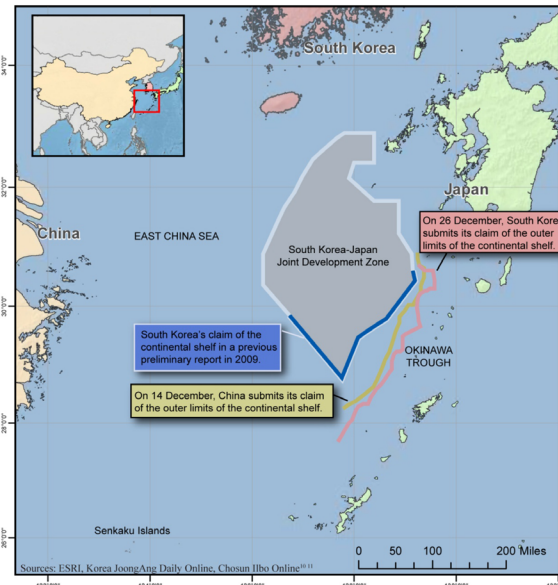 South Korea
34°0'0"
32°0'0"
Japan
On 26 December, South Kore
submits its claim of the outer
limits of the continental shelf.
China
EAST CHINA SEA
South Korea-Japan
Joint Development Zone
30°0'0"
South Korea's claim of the
continental shelf in a previous
preliminary report in 2009.
OKINAWA
TROUGH
On 14 December, China submits its claim
of the outer limits of the continental shelf.
28°0'0"
Senkaku Islands
26°0'0"
0 50 100 200 Miles
Sources: ESRI, Korea JoongAng Daily Online, Chosun Ilbo Online